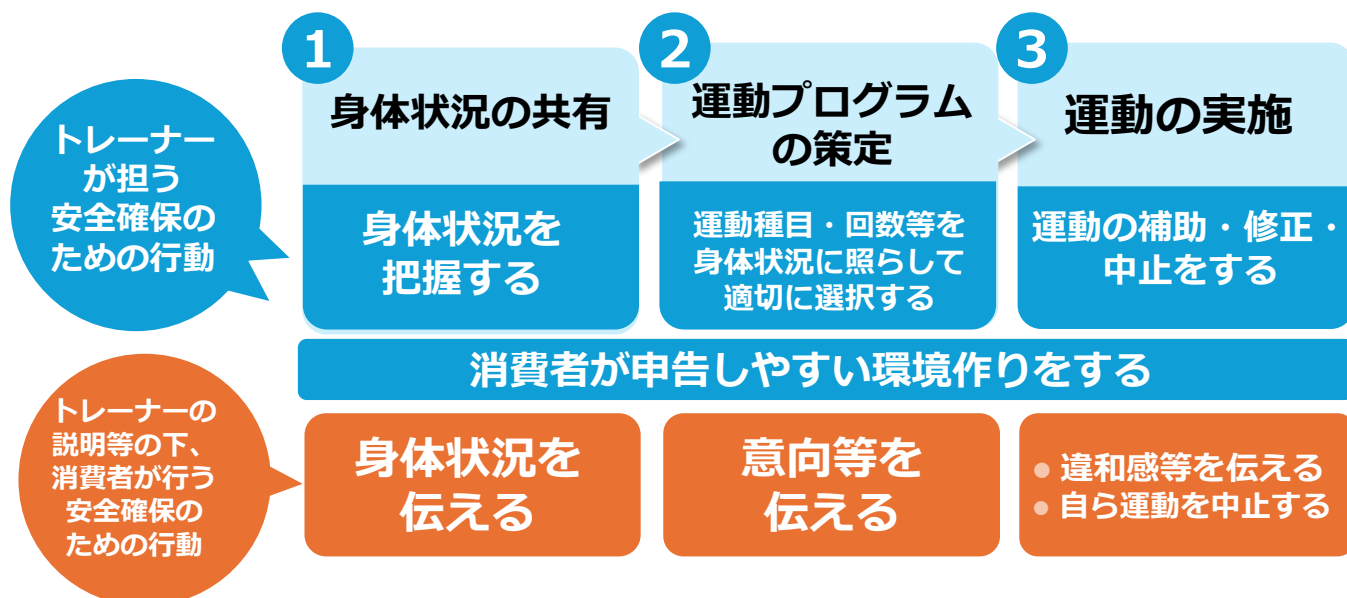 1
身体状況の共有
2
運動プログラム
の策定
3
運動の実施
トレーナー
が担う
安全確保の
ための行動
身体状況を
把握する
運動種目・回数等を
身体状況に照らして
適切に選択する
運動の補助・修正・
中止をする
消費者が申告しやすい環境作りをする
トレーナーの
説明等の下、
消費者が行う
安全確保の
ための行動
身体状況を
伝える
意向等を
伝える
● 違和感等を伝える
● 自ら運動を中止する